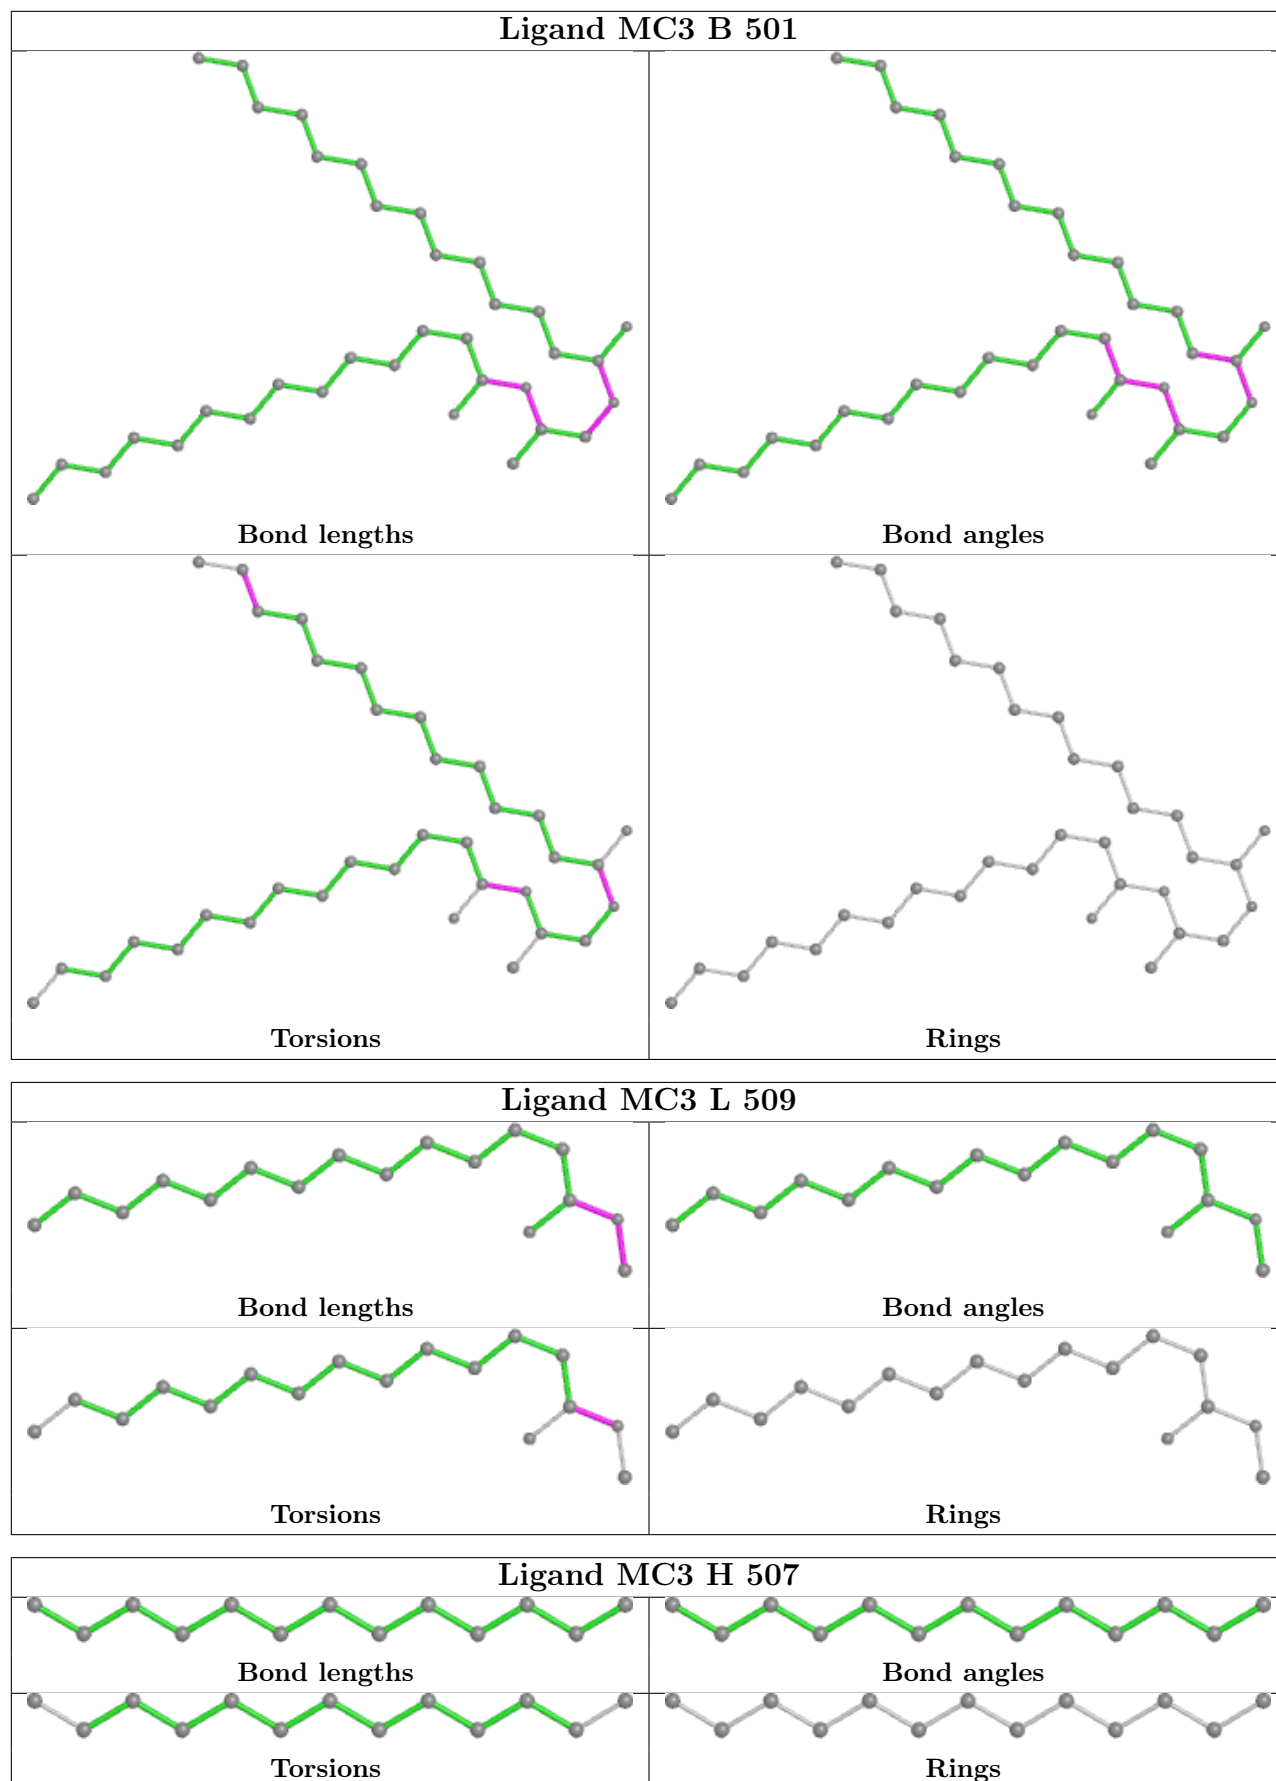 Ligand MC3 B 501
Bond lengths
Bond angles
Torsions
Rings
Ligand MC3 L 509
Bond lengths
Bond angles
Torsions
Rings
Ligand MC3 H 507
Bond lengths
Bond angles
Torsions
Rings